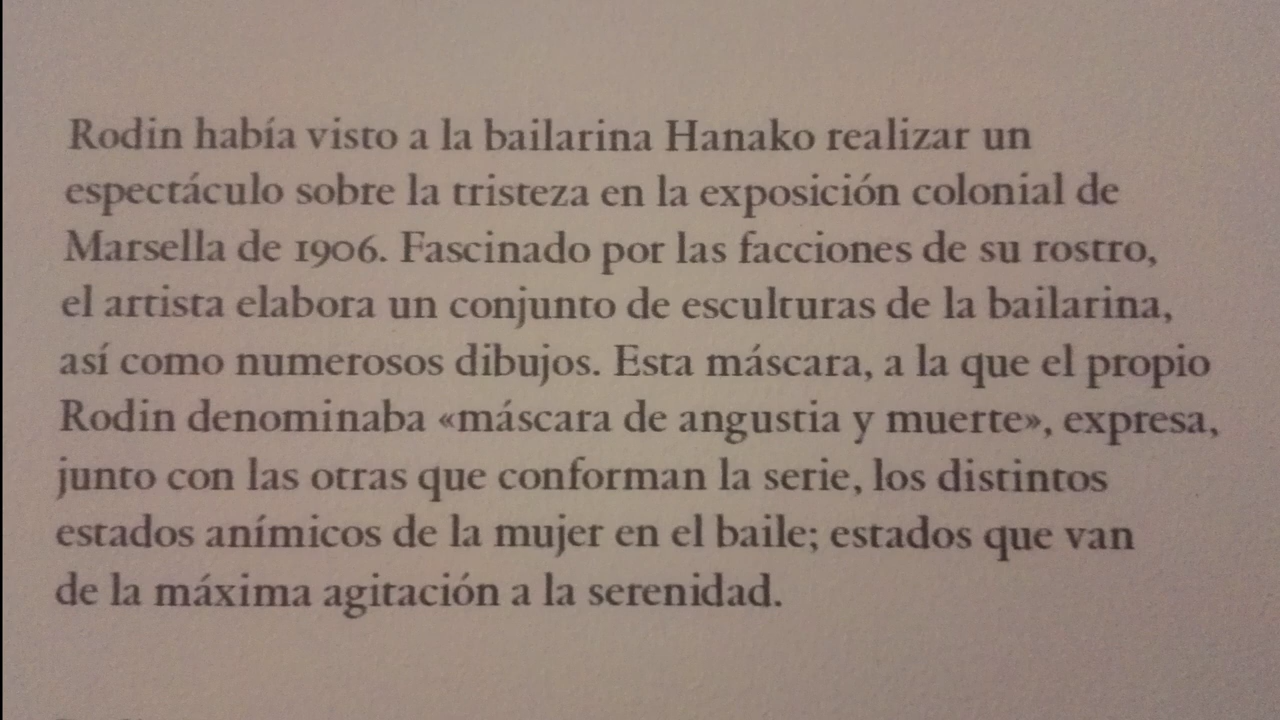 Rodin había visto a la bailarina Hanako realizar un
espectáculo sobre la tristeza en la exposición colonial de
Marsella de 1906. Fascinado por las facciones de su rostro,
el artista elabora un conjunto de esculturas de la bailarina,
así como numerosos dibujos. Esta máscara, a la que el propio
Rodin denominaba «máscara de angustia y muerte», expresa,
junto con las otras que conforman la serie, los distintos
estados anímicos de la mujer en el baile; estados que van
de la máxima agitación a la serenidad.